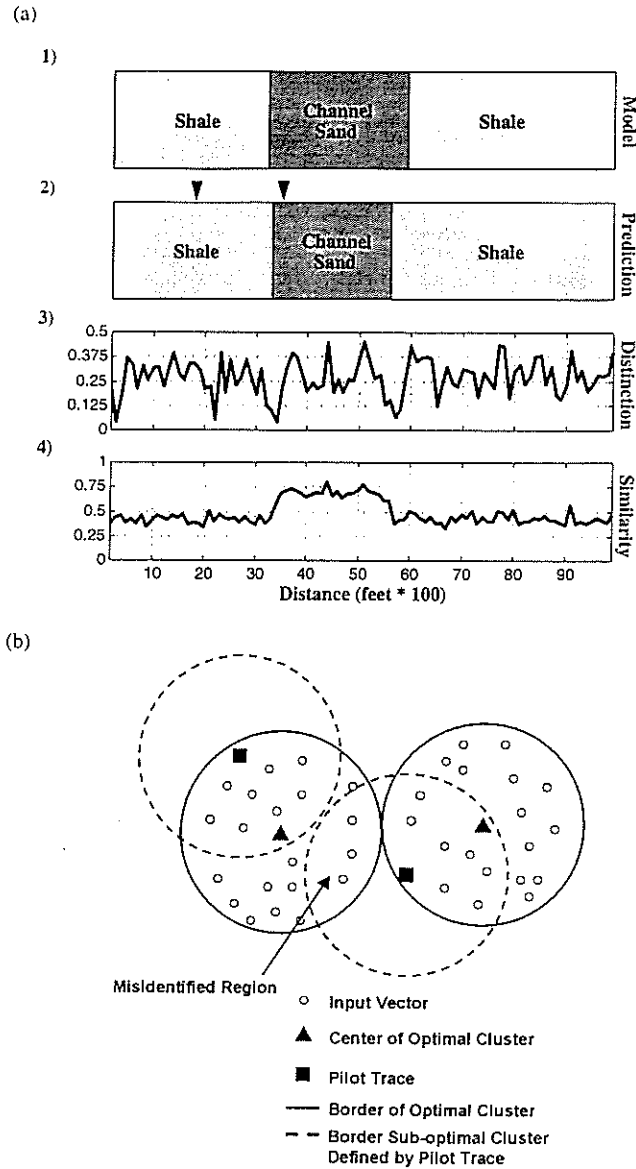 (a)
1)
Shale
Channel
Sand
Shale
Model
2)
Shale
Channel
Sand
Shale
Prediction
3)
0.5
0.375
0.25
0.125
0
Distinction
4)
1
0.75
0.5
0.25
0
Similarity
10 20 30 40 50 60 70 80 90
Distance (feet * 100)
(b)
Misidentified Region
Input Vector
Center of Optimal Cluster
Pilot Trace
Border of Optimal Cluster
Border Sub-optimal Cluster
Defined by Pilot Trace